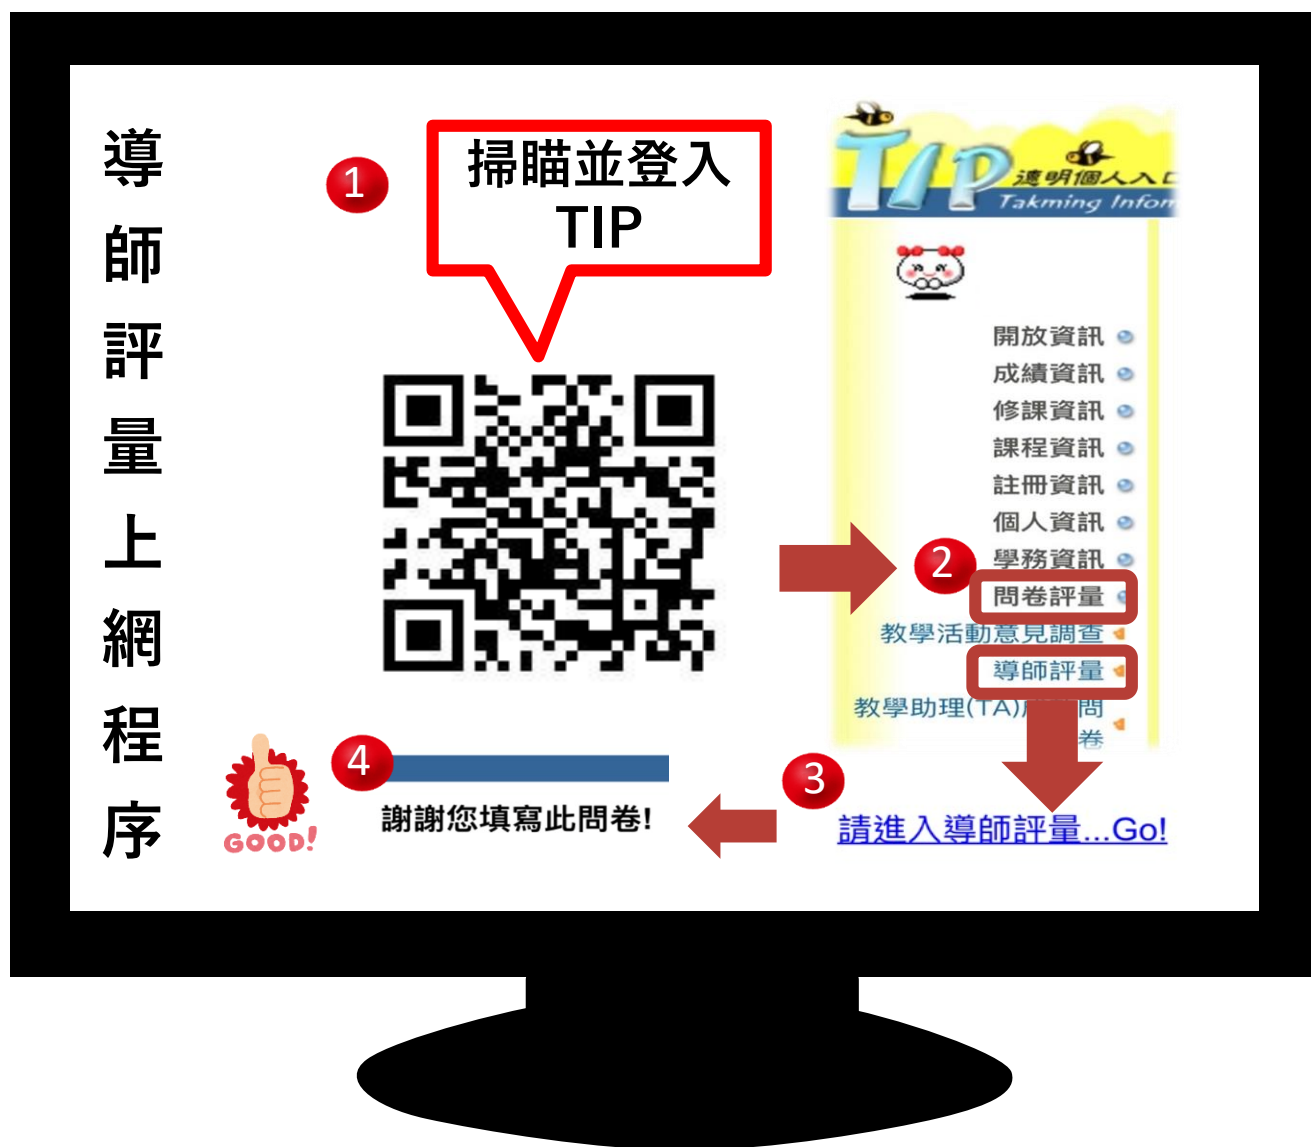 導師評量上網程序
1
掃瞄並登入
TIP
TIP
德明個人入口
Takming Infom
開放資訊
成績資訊
修課資訊
課程資訊
註冊資訊
個人資訊
學務資訊
2
問卷評量
教學活動意見調查
導師評量
教學助理(TA)問
卷
3
請進入導師評量...Go!
4
謝謝您填寫此問卷!
GOOD!